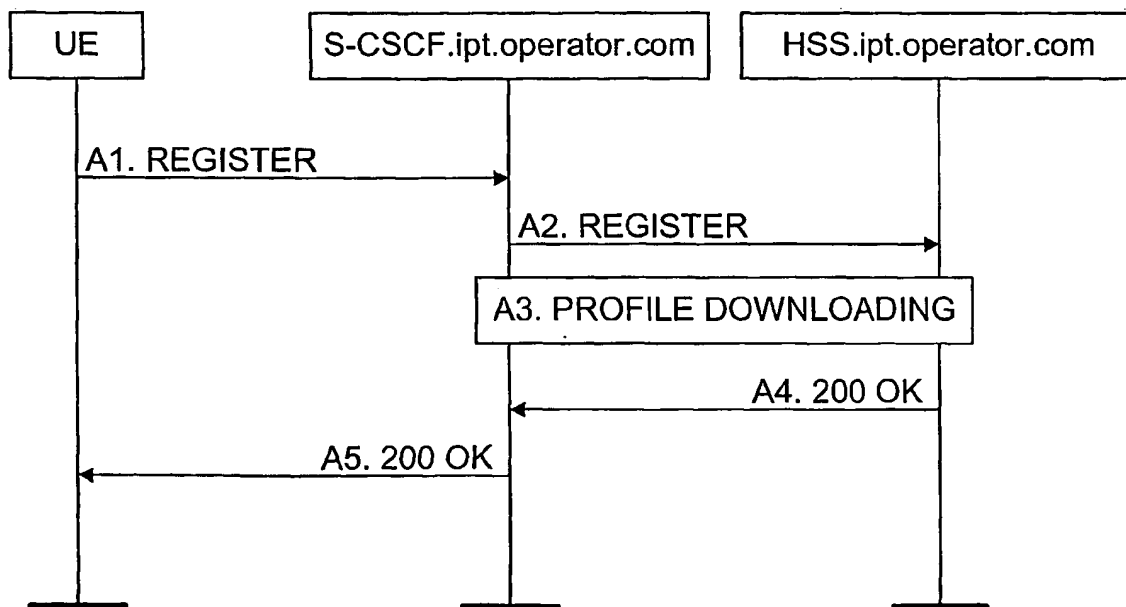 UE
S-CSCF.ipt.operator.com
HSS.ipt.operator.com
A1. REGISTER
A2. REGISTER
A3. PROFILE DOWNLOADING
A4. 200 OK
A5. 200 OK